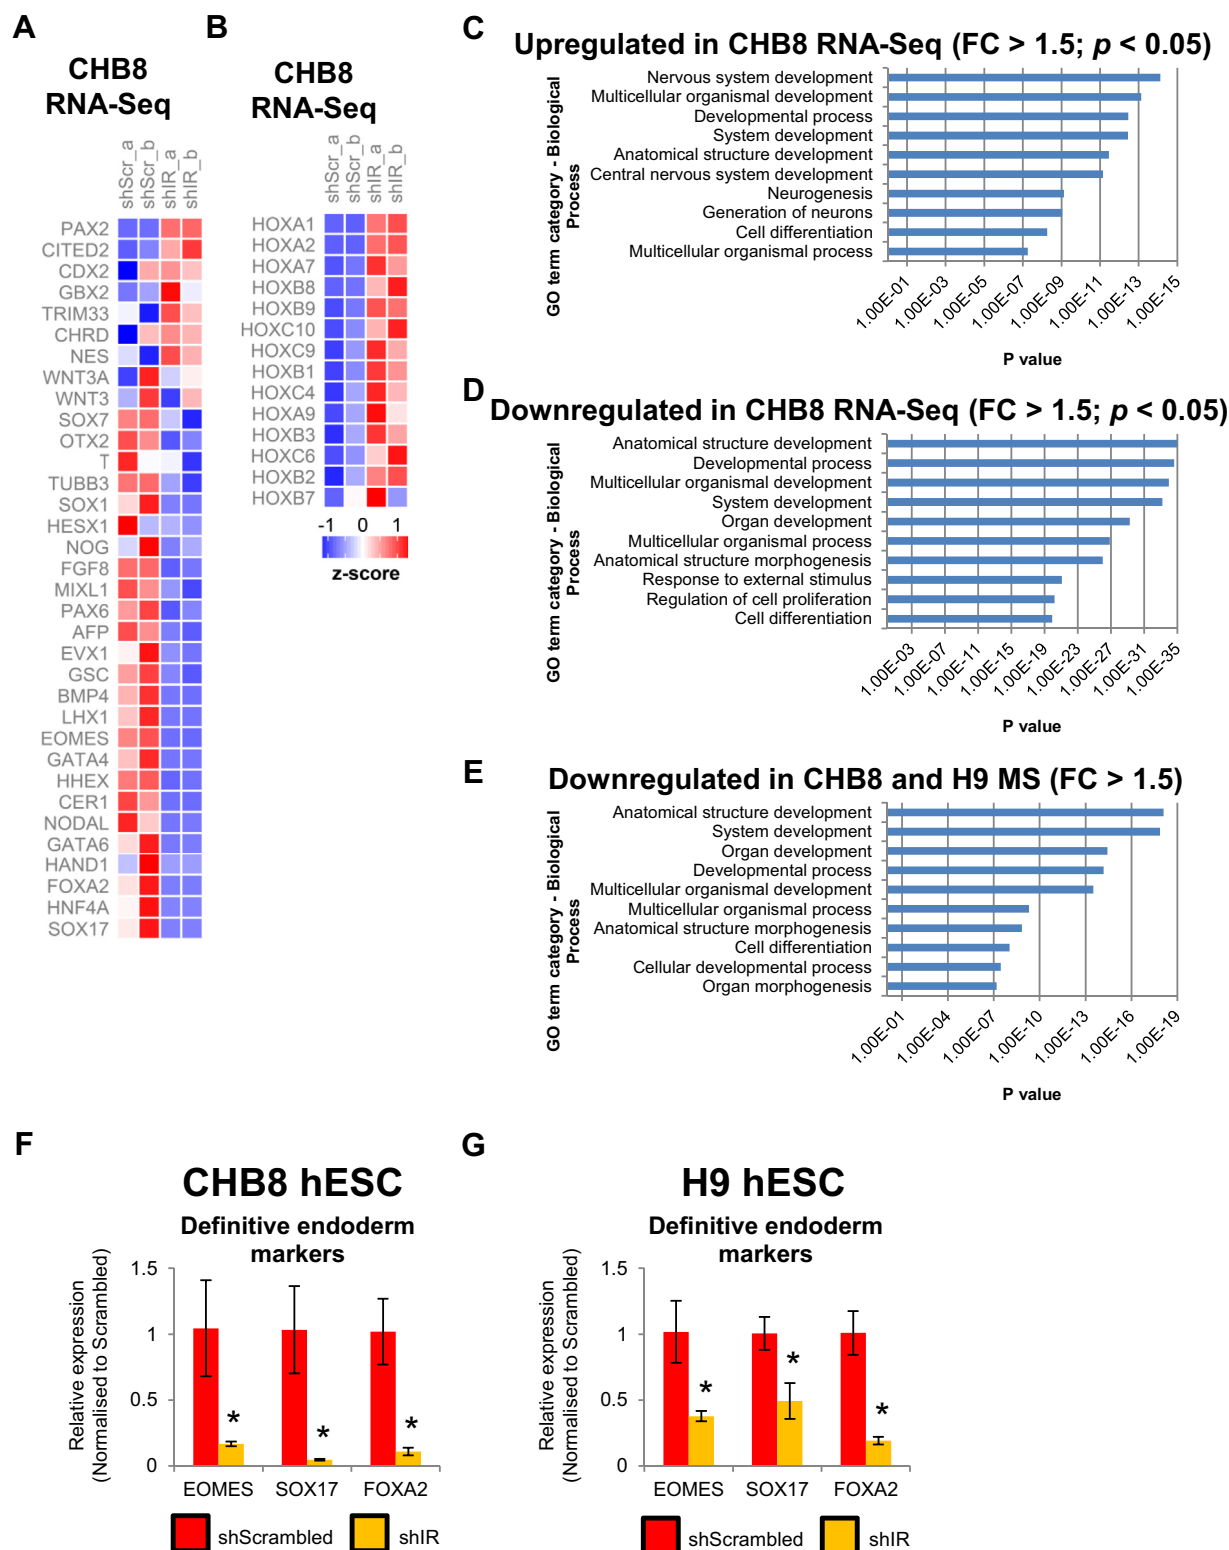 A
CHB8
RNA-Seq
shScr_a
shScr_b
shIR_a
shIR_b
PAX2
CITED2
CDX2
GBX2
TRIM33
CHRD
NES
WNT3A
WNT3
SOX7
OTX2
T
TUBB3
SOX1
HESX1
NOG
FGF8
MIXL1
PAX6
AFP
EVX1
GSC
BMP4
LHX1
EOMES
GATA4
HHEX
CER1
NODAL
GATA6
HAND1
FOXA2
HNF4A
SOX17
B
CHB8
RNA-Seq
shScr_a
shScr_b
shIR_a
shIR_b
HOXA1
HOXA2
HOXA7
HOXB8
HOXB9
HOXC10
HOXC9
HOXB1
HOXC4
HOXA9
HOXB3
HOXC6
HOXB2
HOXB7
-1 0 1
z-score
C
Upregulated in CHB8 RNA-Seq (FC > 1.5; p < 0.05)
GO term category - Biological
Process
Nervous system development
Multicellular organismal development
Developmental process
System development
Anatomical structure development
Central nervous system development
Neurogenesis
Generation of neurons
Cell differentiation
Multicellular organismal process
1.00E-01
1.00E-03
1.00E-05
1.00E-07
1.00E-09
1.00E-11
1.00E-13
1.00E-15
P value
D
Downregulated in CHB8 RNA-Seq (FC > 1.5; p < 0.05)
GO term category - Biological
Process
Anatomical structure development
Developmental process
Multicellular organismal development
System development
Organ development
Multicellular organismal process
Anatomical structure morphogenesis
Response to external stimulus
Regulation of cell proliferation
Cell differentiation
1.00E-03
1.00E-07
1.00E-11
1.00E-15
1.00E-19
1.00E-23
1.00E-27
1.00E-31
1.00E-35
P value
E
Downregulated in CHB8 and H9 MS (FC > 1.5)
GO term category - Biological
Process
Anatomical structure development
System development
Organ development
Developmental process
Multicellular organismal development
Multicellular organismal process
Anatomical structure morphogenesis
Cell differentiation
Cellular developmental process
Organ morphogenesis
1.00E-01
1.00E-04
1.00E-07
1.00E-10
1.00E-13
1.00E-16
1.00E-19
P value
F
CHB8 hESC
Definitive endoderm
markers
Relative expression
(Normalised to Scrambled)
1.5
1
0.5
0
*
*
*
EOMES SOX17 FOXA2
shScrambled shIR
G
H9 hESC
Definitive endoderm
markers
Relative expression
(Normalised to Scrambled)
1.5
1
0.5
0
*
*
*
EOMES SOX17 FOXA2
shScrambled shIR